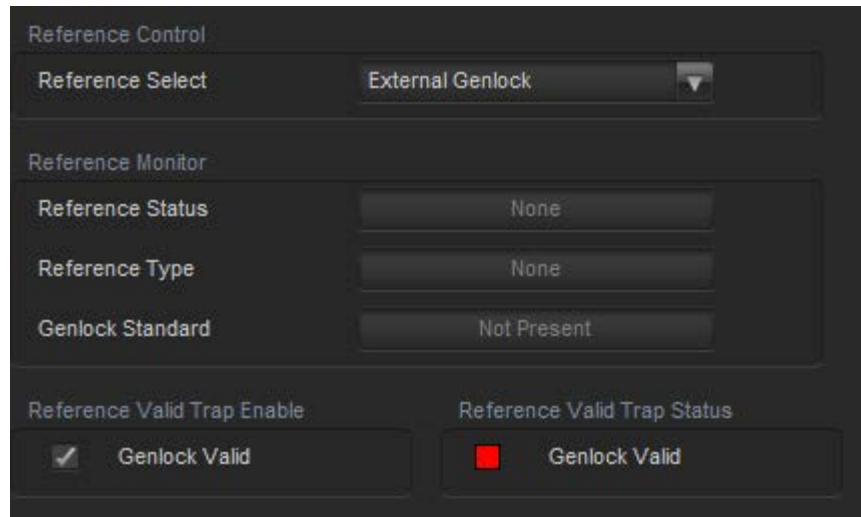 Reference Control
Reference Select External Genlock
Reference Monitor
Reference Status None
Reference Type None
Genlock Standard Not Present
Reference Valid Trap Enable Reference Valid Trap Status
Genlock Valid Genlock Valid